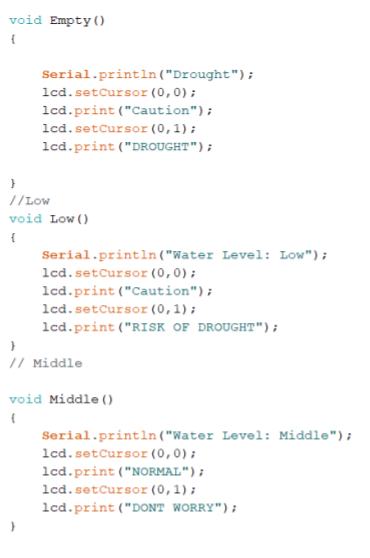 void Empty()
{
Serial.println("Drought");
lcd.setCursor(0,0);
lcd.print("Caution");
lcd.setCursor(0,1);
lcd.print("DROUGHT");
}
//Low
void Low()
{
Serial.println("Water Level: Low");
lcd.setCursor(0,0);
lcd.print("Caution");
lcd.setCursor(0,1);
lcd.print("RISK OF DROUGHT");
}
// Middle
void Middle()
{
Serial.println("Water Level: Middle");
lcd.setCursor(0,0);
lcd.print("NORMAL");
lcd.setCursor(0,1);
lcd.print("DONT WORRY");
}